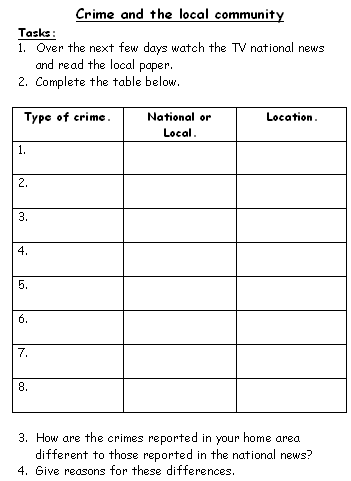 Crime and the local community
Tasks:
1. Over the next few days watch the TV national news
and read the local paper.
2. Complete the table below.
Type of crime. National or Local. Location.
1.
2.
3.
4.
5.
6.
7.
8.
3. How are the crimes reported in your home area
different to those reported in the national news?
4. Give reasons for these differences.